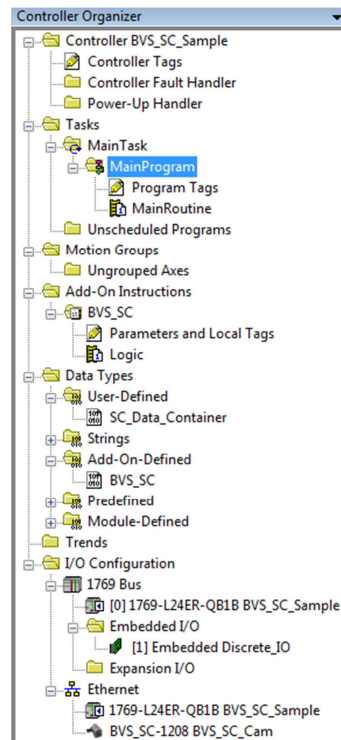 Controller Organizer
Controller BVS_SC_Sample
Controller Tags
Controller Fault Handler
Power-Up Handler
Tasks
MainTask
MainProgram
Program Tags
MainRoutine
Unscheduled Programs
Motion Groups
Ungrouped Axes
Add-On Instructions
BVS_SC
Parameters and Local Tags
Logic
Data Types
User-Defined
SC_Data_Container
Strings
Add-On-Defined
BVS_SC
Predefined
Module-Defined
Trends
I/O Configuration
1769 Bus
[0] 1769-L24ER-QB1B BVS_SC_Sample
Embedded I/O
[1] Embedded Discrete_IO
Expansion I/O
Ethernet
1769-L24ER-QB1B BVS_SC_Sample
BVS_SC-1208 BVS_SC_Cam